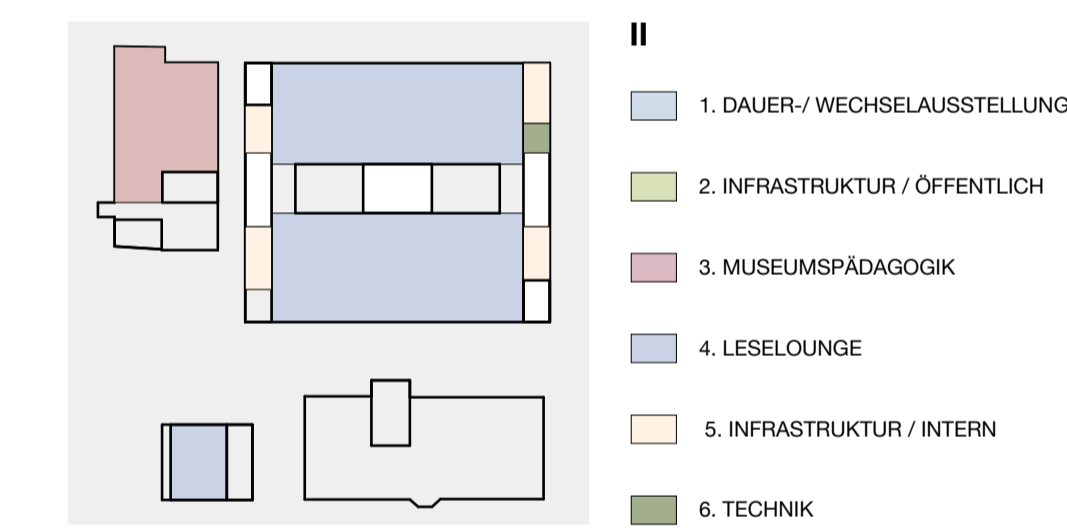 II
1. DAUER-/ WECHSELAUSSTELLUNG
2. INFRASTRUKTUR / ÖFFENTLICH
3. MUSEUMSPÄDAGOGIK
4. LESELOUNGE
5. INFRASTRUKTUR / INTERN
6. TECHNIK